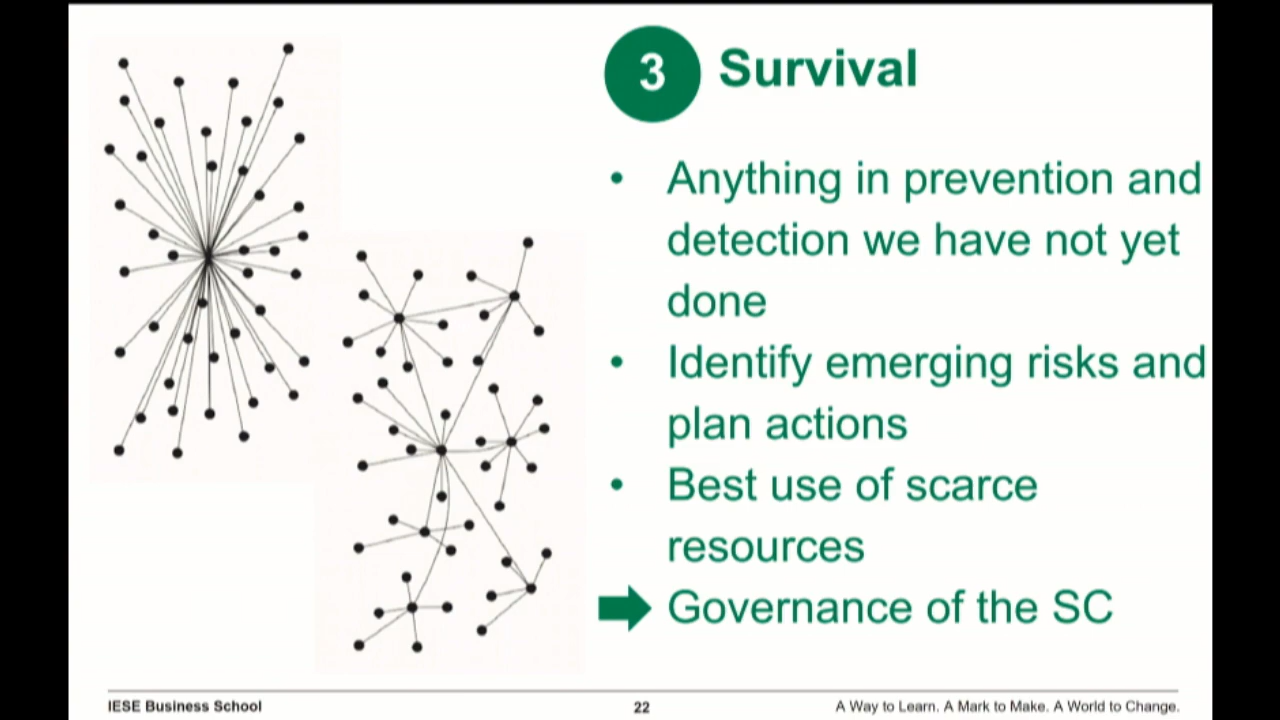 3 Survival
• Anything in prevention and
detection we have not yet
done
• Identify emerging risks and
plan actions
• Best use of scarce
resources
Governance of the SC
IESE Business School 22 A Way to Learn. A Mark to Make. A World to Change.